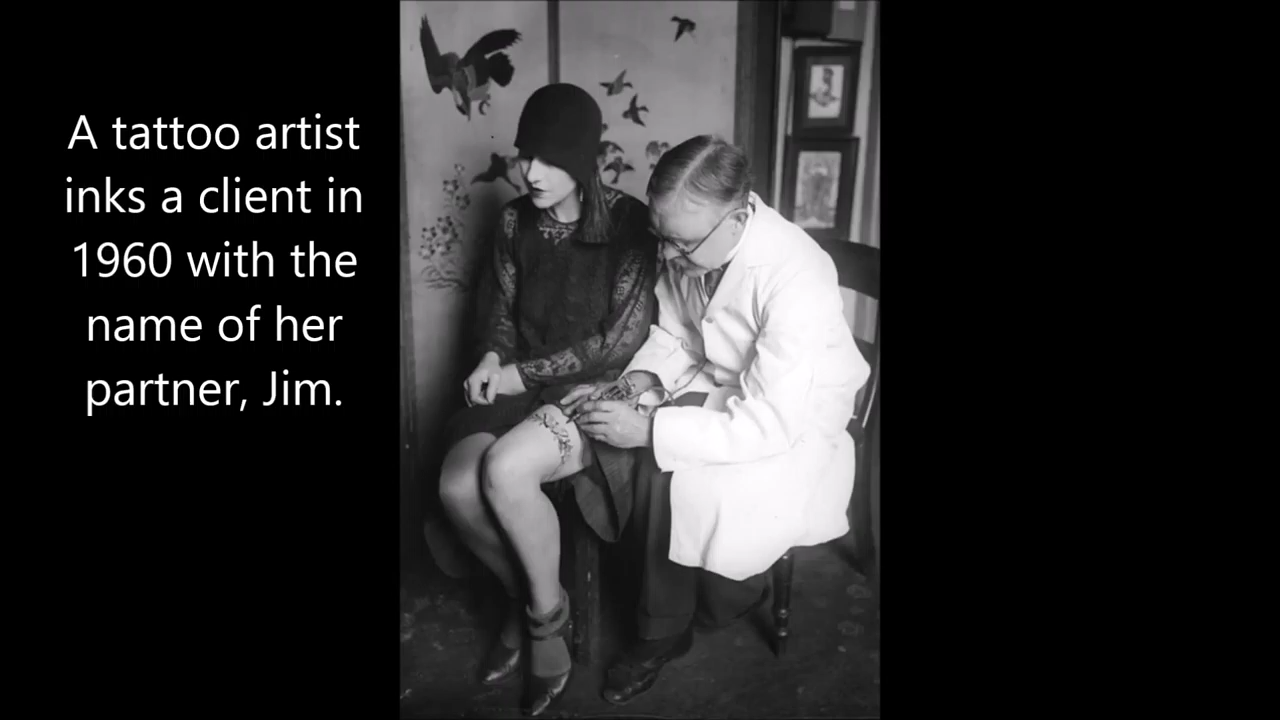 A tattoo artist
inks a client in
1960 with the
name of her
partner, Jim.